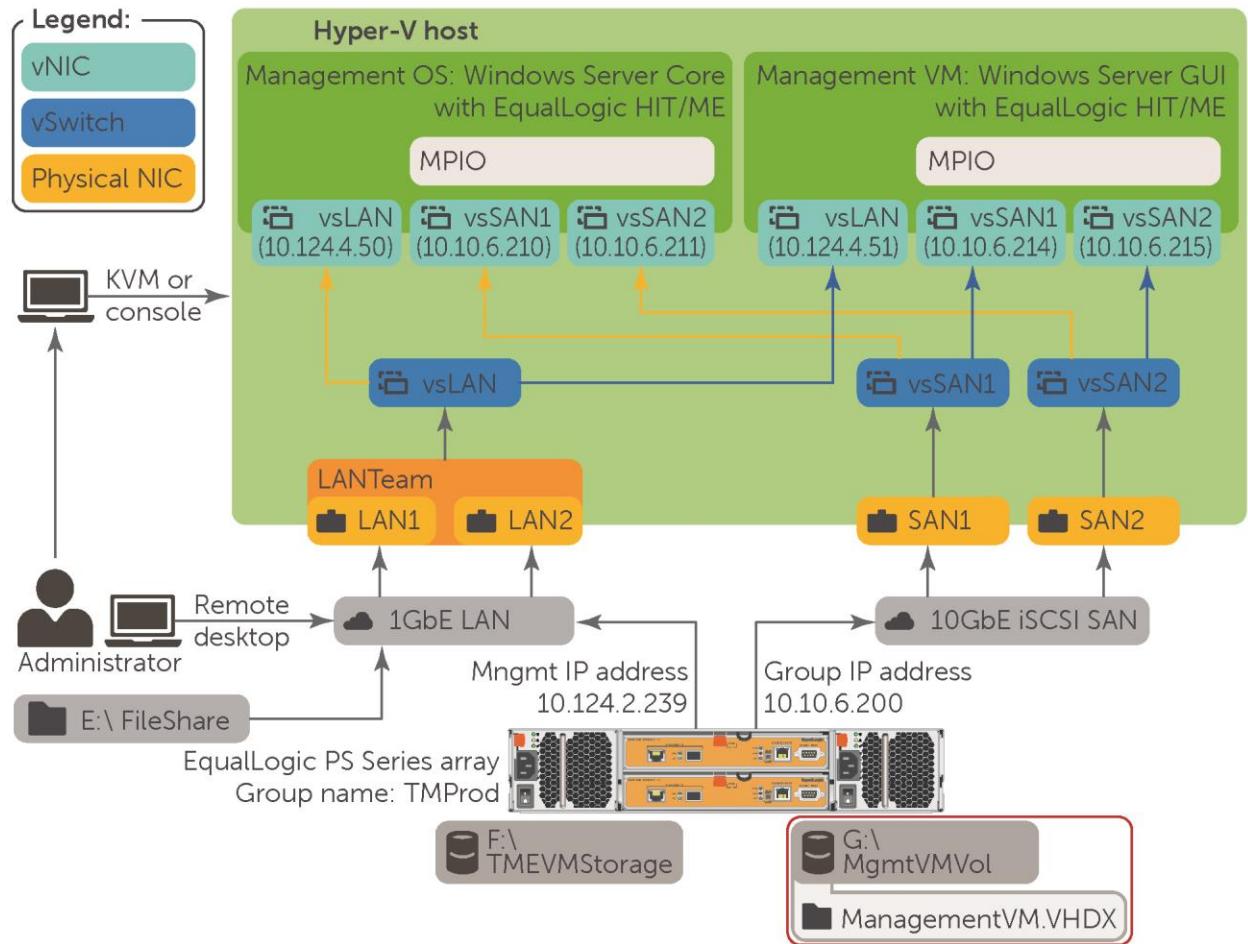 Legend:
vNIC
vSwitch
Physical NIC
Hyper-V host
Management OS: Windows Server Core
with EqualLogic HIT/ME
MPIO
vsLAN
(10.124.4.50)
vsSAN1
(10.10.6.210)
vsSAN2
(10.10.6.211)
Management VM: Windows Server GUI
with EqualLogic HIT/ME
MPIO
vsLAN
(10.124.4.51)
vsSAN1
(10.10.6.214)
vsSAN2
(10.10.6.215)
KVM or
console
vsLAN
vsSAN1
vsSAN2
LANTeam
LAN1
LAN2
SAN1
SAN2
Administrator
Remote
desktop
1GbE LAN
10GbE iSCSI SAN
E:\ FileShare
Mngmt IP address
10.124.2.239
Group IP address
10.10.6.200
EqualLogic PS Series array
Group name: TMProd
F:\
TMEVMStorage
G:\
MgmtVMVol
ManagementVM.VHDX